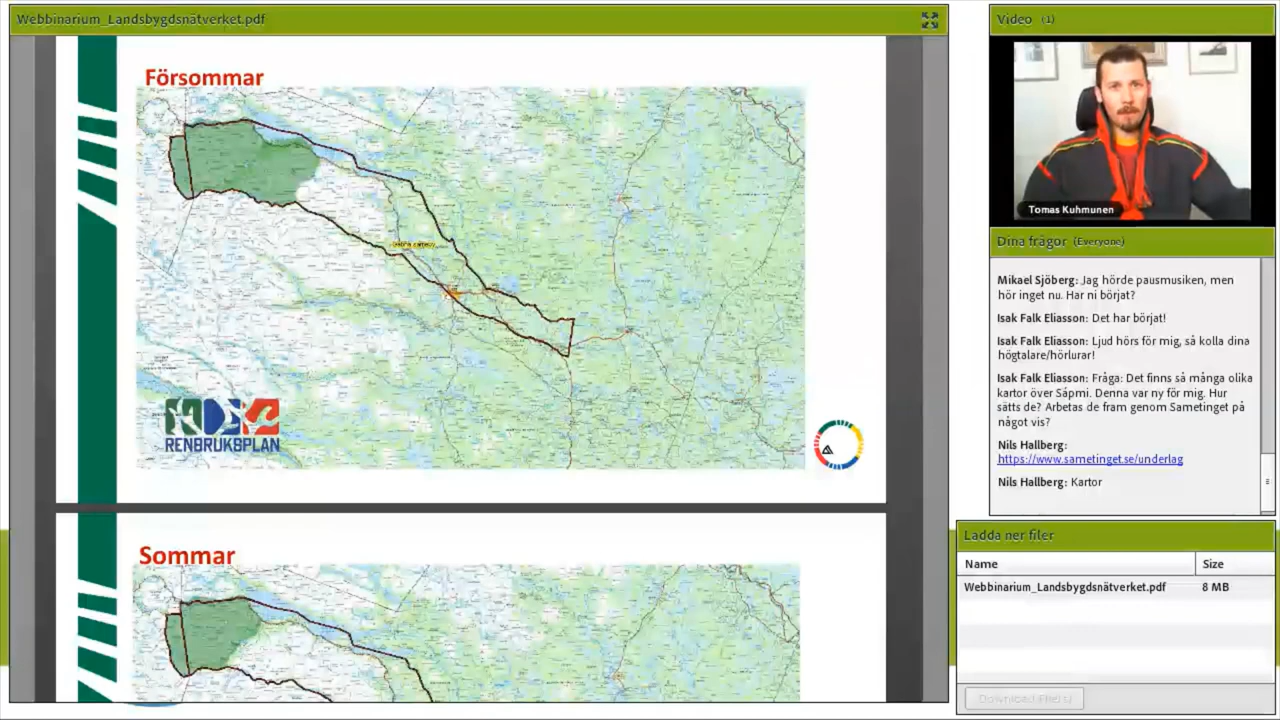 Webbinarium_Landsbygdsnätverket.pdf
Försommar
RENBRUKSPLAN
Sommar
Video (1)
Tomas Kuhmunen
Dina frågor (Everyone)
Mikael Sjöberg: Jag hörde pausmusiken, men
hör inget nu. Har ni börjat?
Isak Falk Eliasson: Det har börjat!
Isak Falk Eliasson: Ljud hörs för mig, så kolla dina
högtalare/hörlurar!
Isak Falk Eliasson: Fråga: Det finns så många olika
kartor över Sápmi. Denna var ny för mig. Hur
sätts de? Arbetas de fram genom Sametinget på
något vis?
Nils Hallberg:
https://www.sametinget.se/underlag
Nils Hallberg: Kartor
Ladda ner filer
Name Size
Webbinarium_Landsbygdsnätverket.pdf 8 MB
Download File(s)